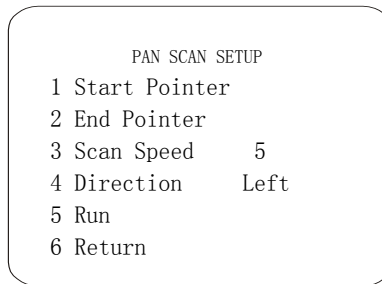 PAN SCAN SETUP
1 Start Pointer
2 End Pointer
3 Scan Speed 5
4 Direction Left
5 Run
6 Return